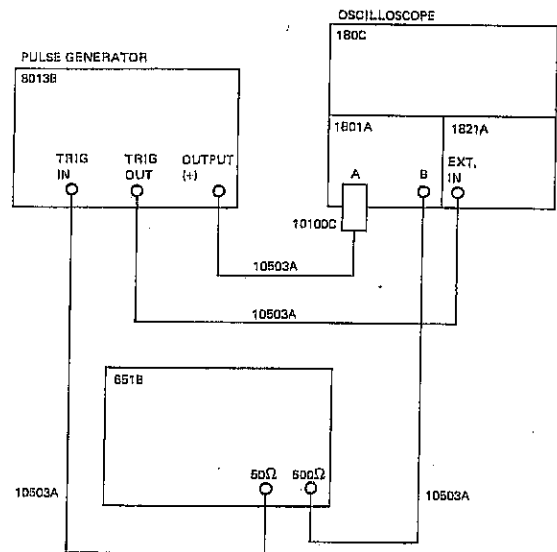 OSCILLOSCOPE
180C
PULSE GENERATOR
8013B
1801A
1821A
TRIG IN
TRIG OUT
OUTPUT (+)
A
B
EXT. IN
10100C
10503A
10503A
651B
50Ω
600Ω
10503A
10503A